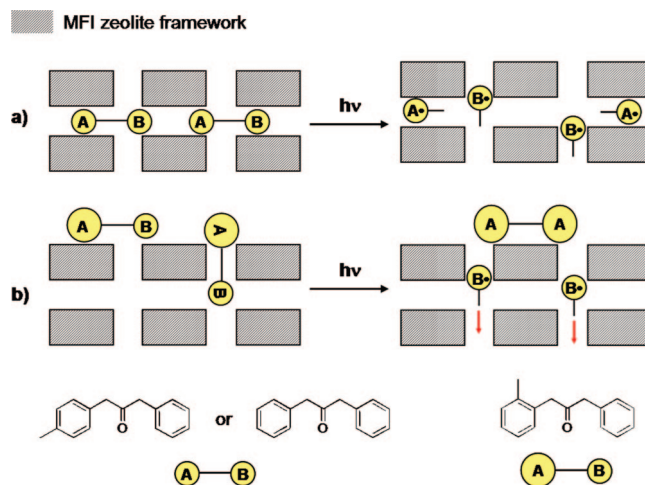 MFI zeolite framework
a)
A B A B
hν
A• B• B• A•
b)
A B A B
hν
A A
B• B•
O or O O
A B A B